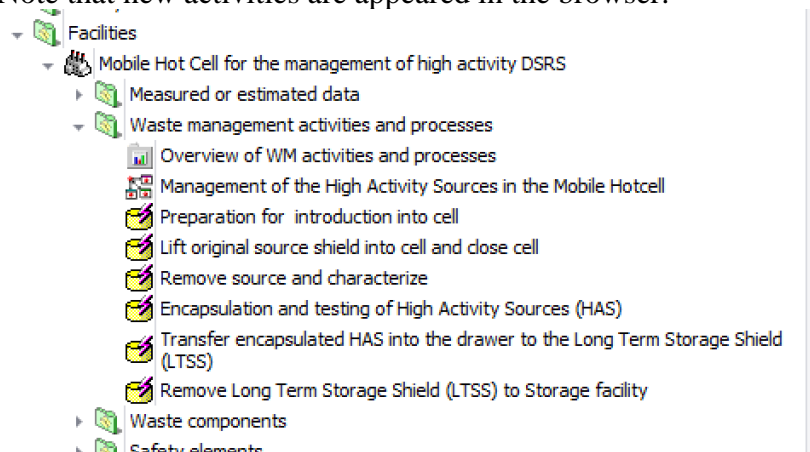 Note that new activities are appeared in the browser.
Facilities
Mobile Hot Cell for the management of high activity DSRS
Measured or estimated data
Waste management activities and processes
Overview of WM activities and processes
Management of the High Activity Sources in the Mobile Hotcell
Preparation for introduction into cell
Lift original source shield into cell and close cell
Remove source and characterize
Encapsulation and testing of High Activity Sources (HAS)
Transfer encapsulated HAS into the drawer to the Long Term Storage Shield
(LTSS)
Remove Long Term Storage Shield (LTSS) to Storage facility
Waste components
Safety elements